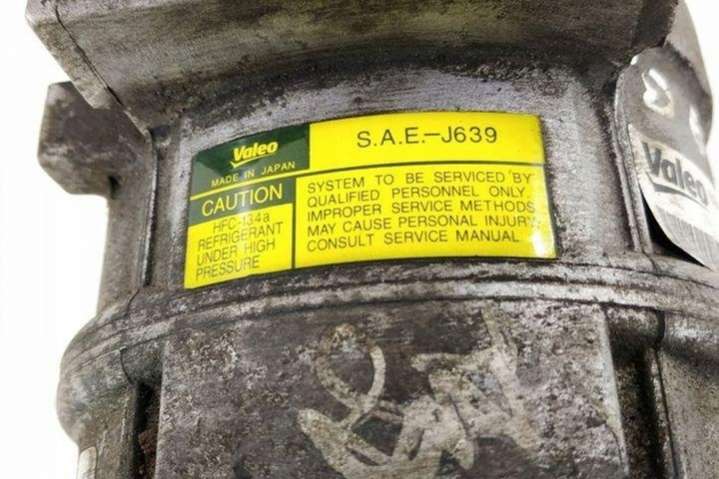 Valeo
MADE IN JAPAN
S.A.E.-J639
CAUTION
HFC-134a
REFRIGERANT
UNDER HIGH
PRESSURE
SYSTEM TO BE SERVICED BY
QUALIFIED PERSONNEL ONLY.
IMPROPER SERVICE METHODS
MAY CAUSE PERSONAL INJURY
CONSULT SERVICE MANUAL.
Valeo